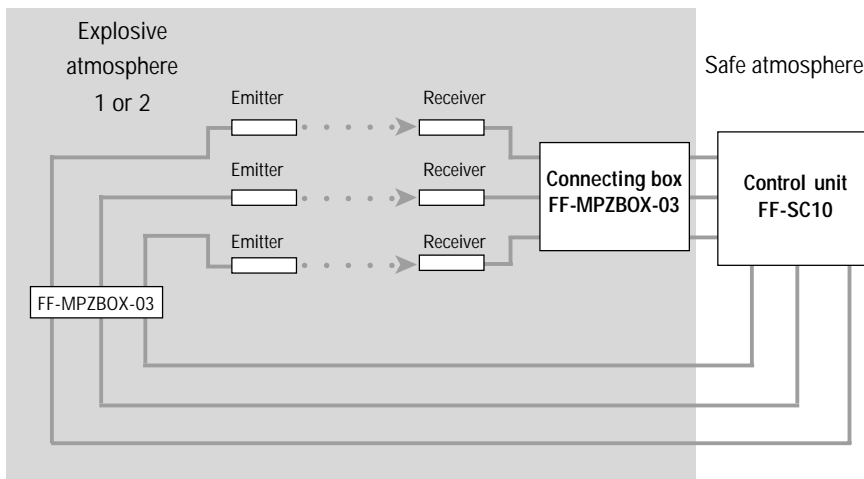 Explosive
atmosphere
1 or 2
Safe atmosphere
Emitter
Receiver
Emitter
Receiver
Emitter
Receiver
Connecting box
FF-MPZBOX-03
Control unit
FF-SC10
FF-MPZBOX-03